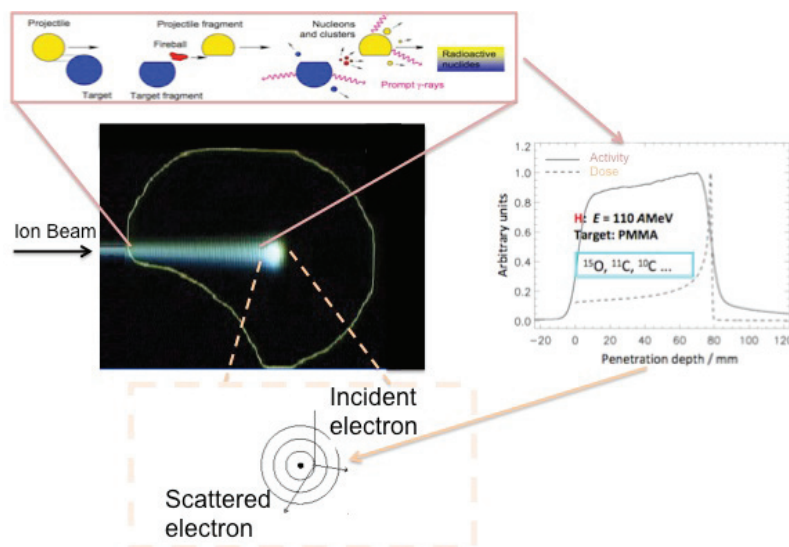 Projectile
Projectile fragment
Nucleons
and clusters
Fireball
Radioactive
nuclides
Target
Target fragment
Prompt γ-rays
Ion Beam
1.2
1.0
0.8
0.6
0.4
0.2
0.0
Arbitrary units
Activity
Dose
H: E = 110 AMeV
Target: PMMA
¹⁵O, ¹¹C, ¹⁰C ...
−20 0 20 40 60 80 100 120
Penetration depth / mm
Incident
electron
Scattered
electron